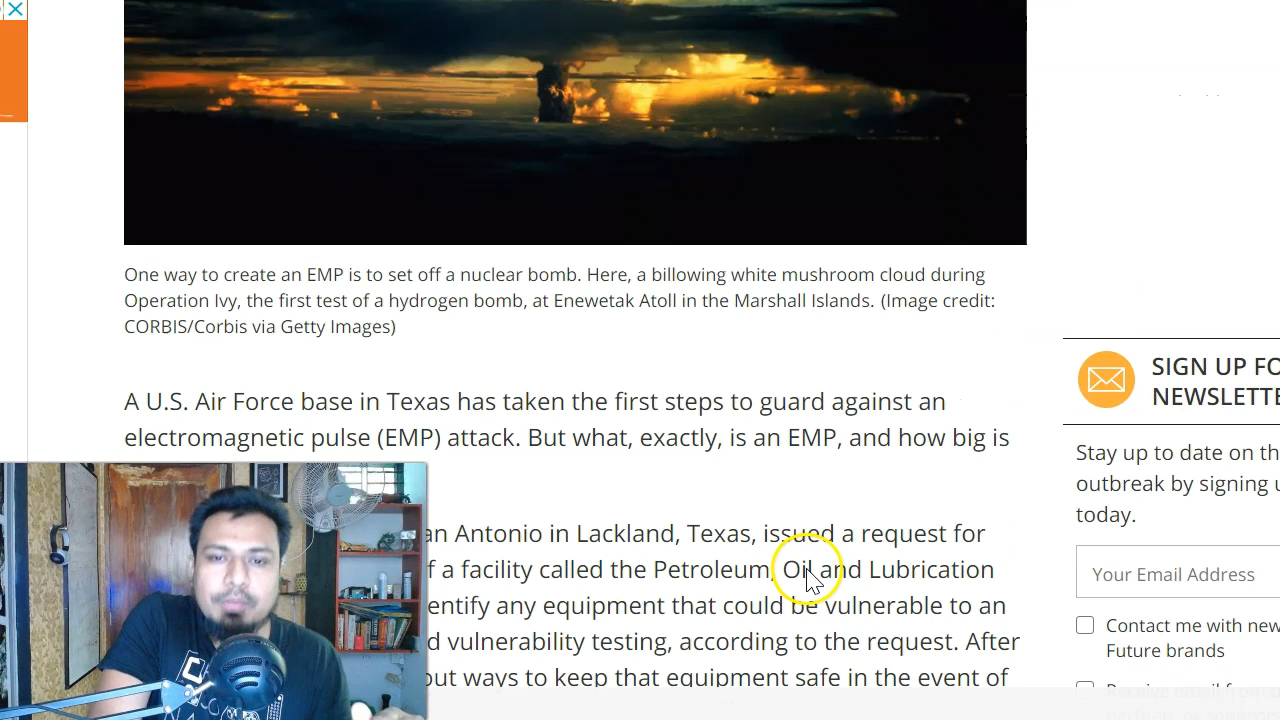 One way to create an EMP is to set off a nuclear bomb. Here, a billowing white mushroom cloud during
Operation Ivy, the first test of a hydrogen bomb, at Enewetak Atoll in the Marshall Islands. (Image credit:
CORBIS/Corbis via Getty Images)
A U.S. Air Force base in Texas has taken the first steps to guard against an
electromagnetic pulse (EMP) attack. But what, exactly, is an EMP, and how big is
an Antonio in Lackland, Texas, issued a request for
f a facility called the Petroleum, Oil and Lubrication
entify any equipment that could be vulnerable to an
d vulnerability testing, according to the request. After
out ways to keep that equipment safe in the event of
SIGN UP FO
NEWSLETTE
Stay up to date on th
outbreak by signing u
today.
Your Email Address
Contact me with new
Future brands